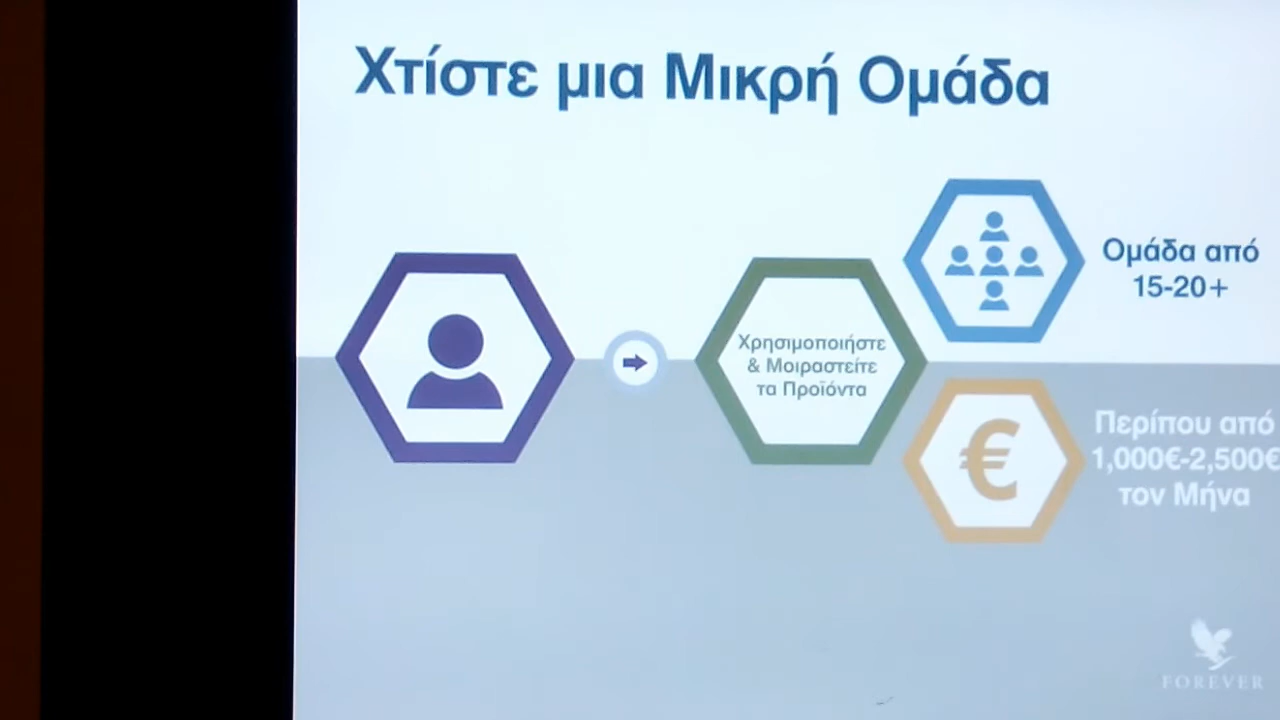 Χτίστε μια Μικρή Ομάδα
Ομάδα από
15-20+
Χρησιμοποιήστε
& Μοιραστείτε
τα Προϊόντα
€
Περίπου από
1,000€-2,500€
τον Μήνα
FOREVER